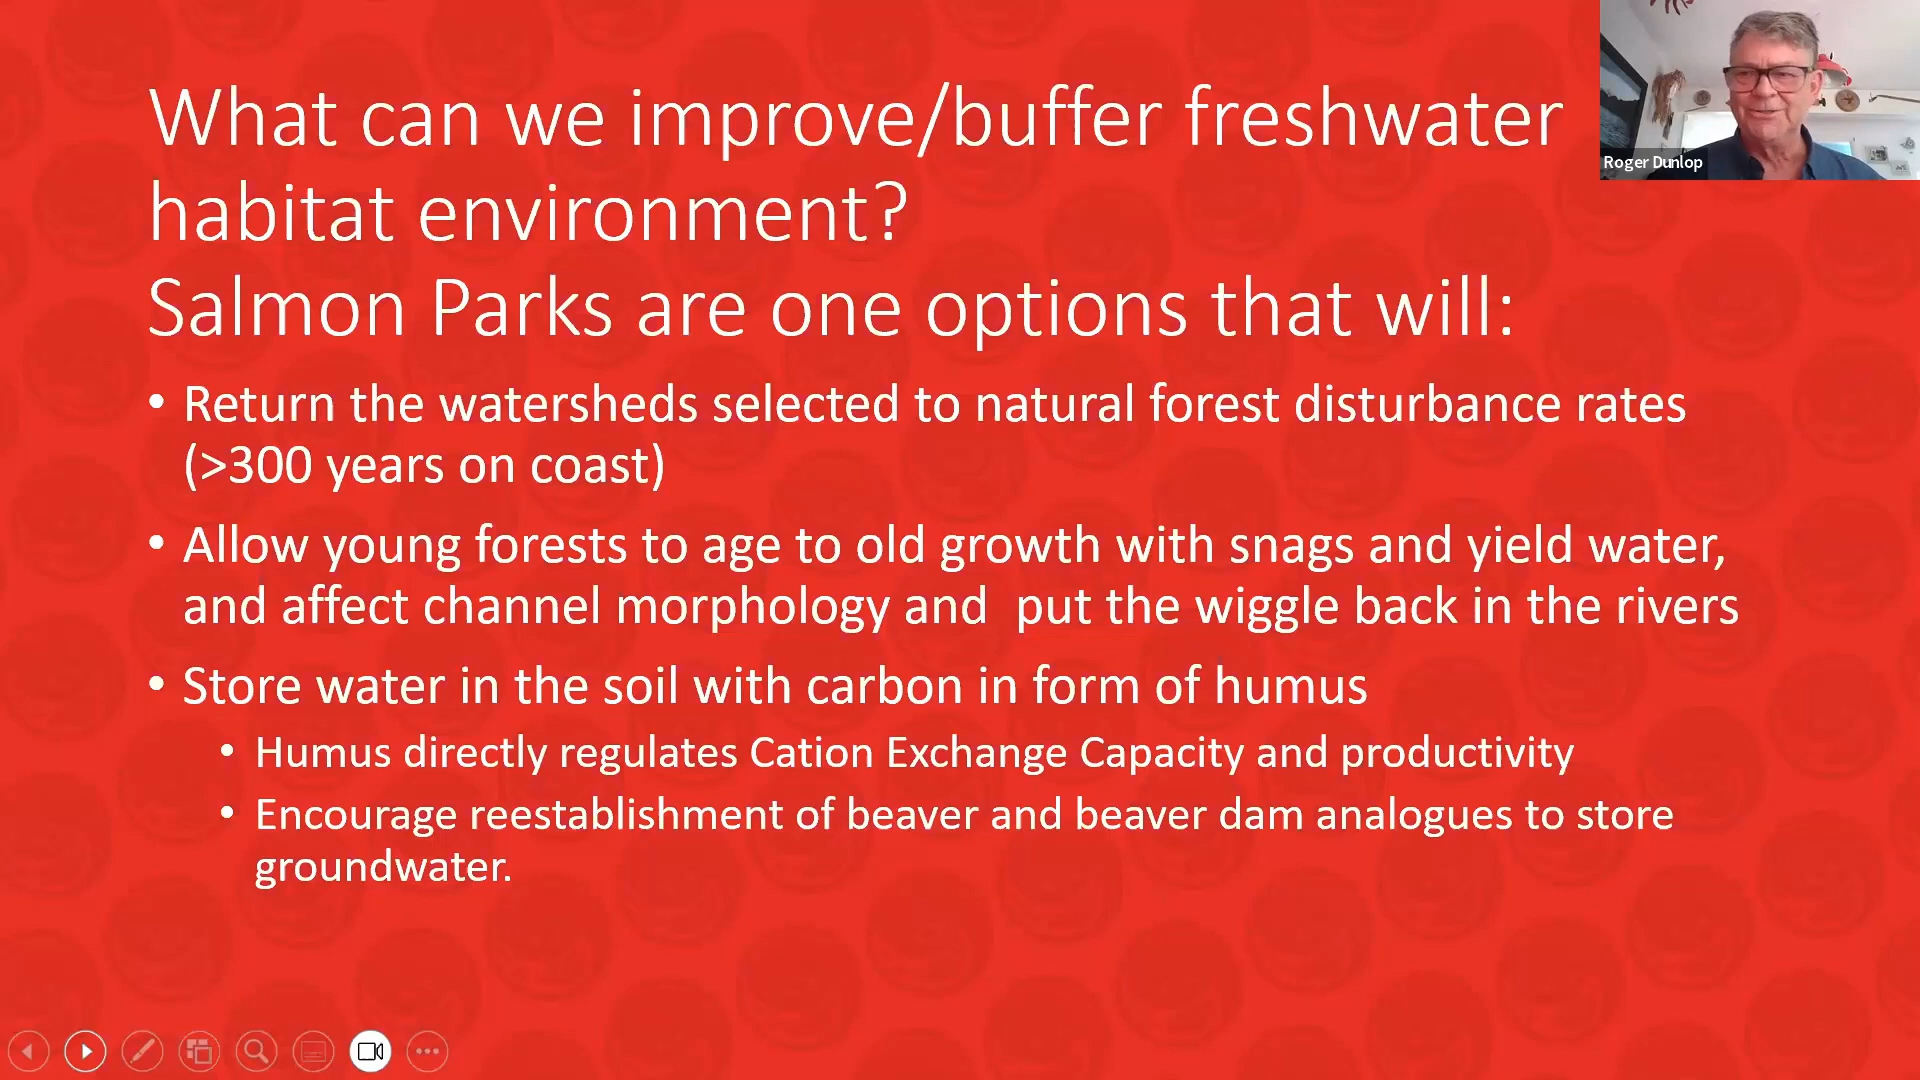 What can we improve/buffer freshwater
habitat environment?
Salmon Parks are one options that will:
• Return the watersheds selected to natural forest disturbance rates
(>300 years on coast)
• Allow young forests to age to old growth with snags and yield water,
and affect channel morphology and  put the wiggle back in the rivers
• Store water in the soil with carbon in form of humus
• Humus directly regulates Cation Exchange Capacity and productivity
• Encourage reestablishment of beaver and beaver dam analogues to store
groundwater.
Roger Dunlop